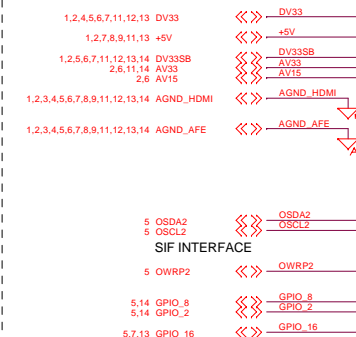 1,2,4,5,6,7,11,12,13 DV33 DV33
1,2,7,8,9,11,13 +5V +5V
1,2,5,6,7,11,12,13,14 DV33SB DV33SB
2,6,11,14 AV33 AV33
2,6 AV15 AV15
1,2,3,4,5,6,7,8,9,11,12,13,14 AGND_HDMI AGND_HDMI
1,2,3,4,5,6,7,8,9,11,12,13,14 AGND_AFE AGND_AFE
5 OSDA2 OSDA2
5 OSCL2 OSCL2
SIF INTERFACE
5 OWRP2 OWRP2
5,14 GPIO_8 GPIO_8
5,14 GPIO_2 GPIO_2
5,7,13 GPIO_16 GPIO_16